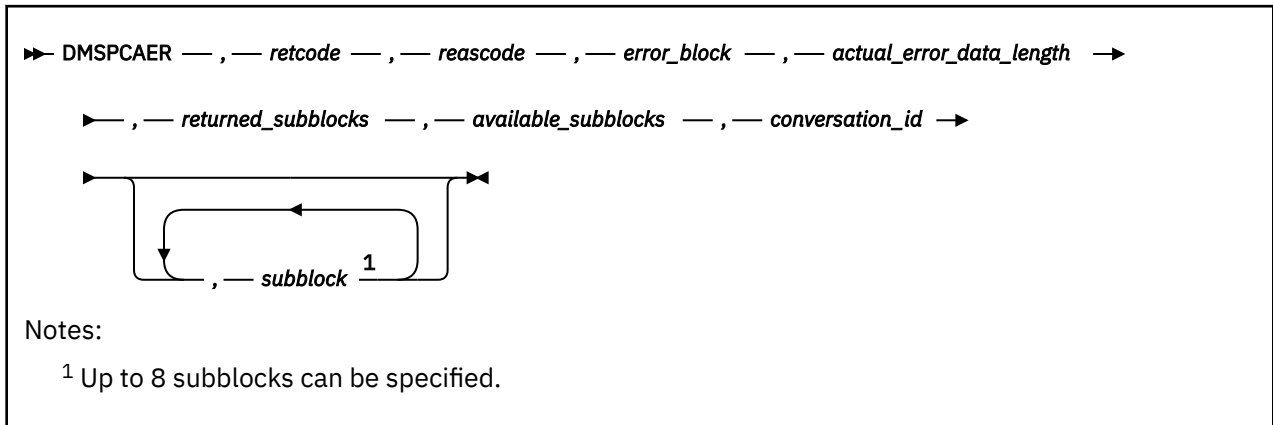 DMSPCAER , retcode , reascode , error_block , actual_error_data_length
, returned_subblocks , available_subblocks , conversation_id
, subblock 1
Notes:
1 Up to 8 subblocks can be specified.